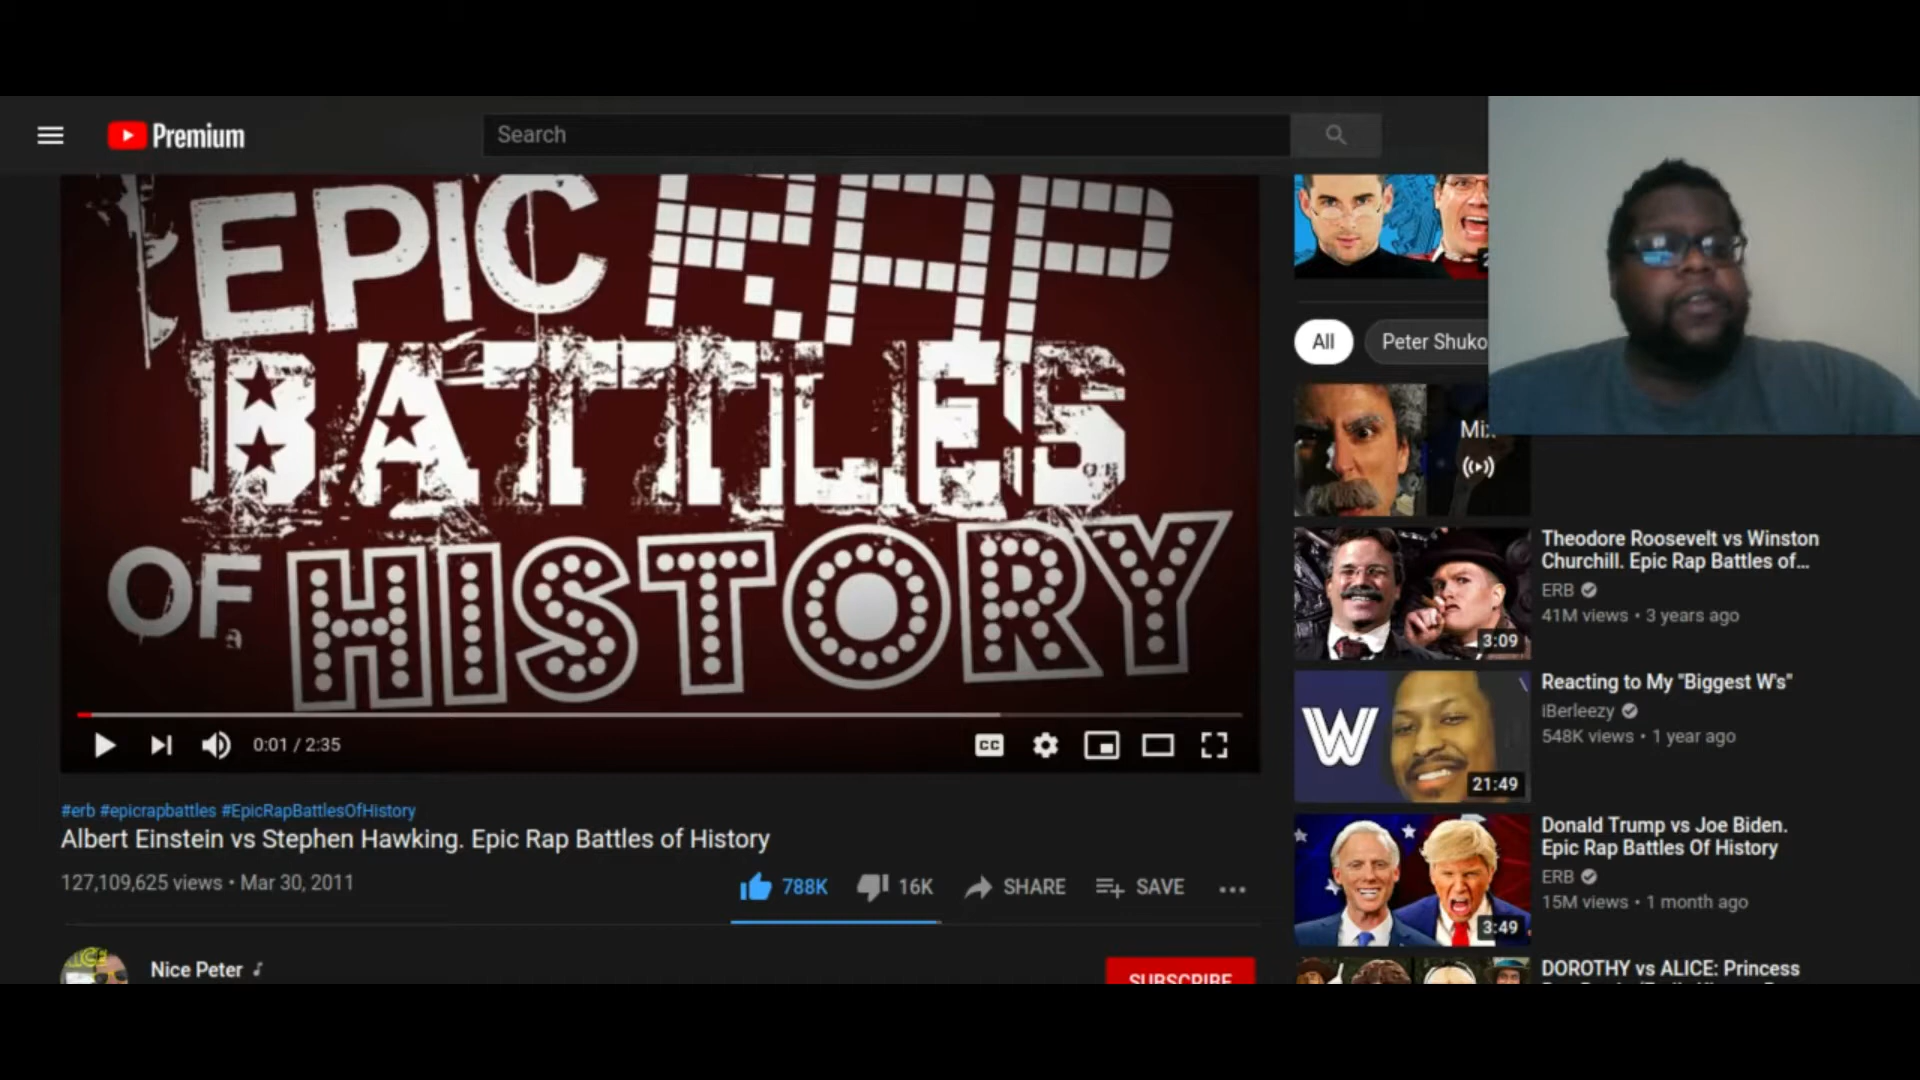 Premium
Search
EPIC RAP
BATTLES
OF HISTORY
0:01 / 2:35
CC
#erb #epicrapbattles #EpicRapBattlesOfHistory
Albert Einstein vs Stephen Hawking. Epic Rap Battles of History
127,109,625 views • Mar 30, 2011
788K
16K
SHARE
SAVE
Nice Peter
SUBSCRIBE
All
Peter Shuko
Mix
Theodore Roosevelt vs Winston
Churchill. Epic Rap Battles of...
ERB
41M views • 3 years ago
3:09
Reacting to My "Biggest W's"
iBerleezy
548K views • 1 year ago
W
21:49
Donald Trump vs Joe Biden.
Epic Rap Battles Of History
ERB
15M views • 1 month ago
3:49
DOROTHY vs ALICE: Princess